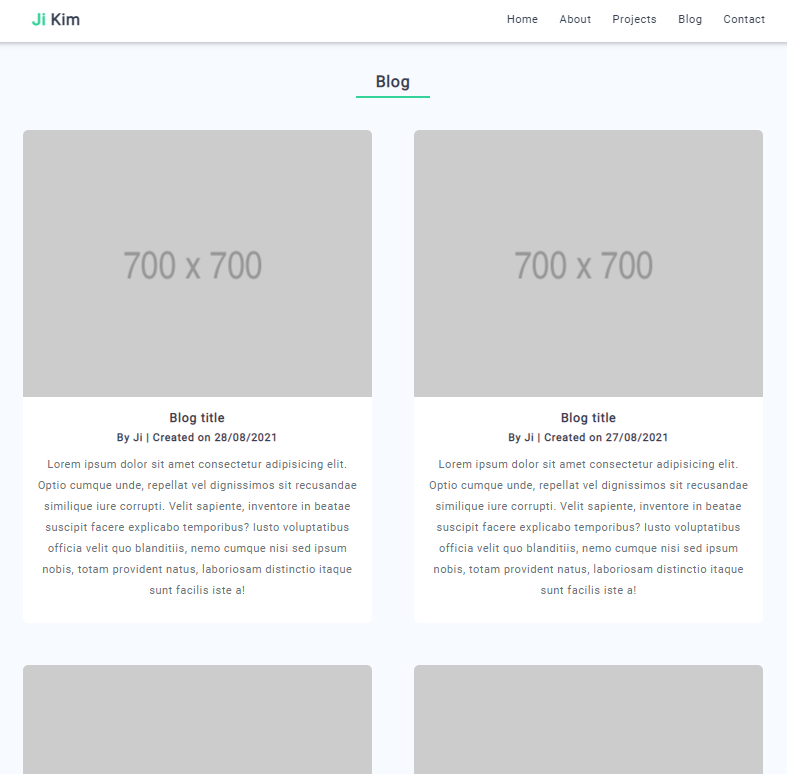 Ji Kim
Home About Projects Blog Contact
Blog
700 x 700
Blog title
By Ji | Created on 28/08/2021
Lorem ipsum dolor sit amet consectetur adipisicing elit.
Optio cumque unde, repellat vel dignissimos sit recusandae
similique iure corrupti. Velit sapiente, inventore in beatae
suscipit facere explicabo temporibus? Iusto voluptatibus
officia velit quo blanditiis, nemo cumque nisi sed ipsum
nobis, totam provident natus, laboriosam distinctio itaque
sunt facilis iste a!
700 x 700
Blog title
By Ji | Created on 27/08/2021
Lorem ipsum dolor sit amet consectetur adipisicing elit.
Optio cumque unde, repellat vel dignissimos sit recusandae
similique iure corrupti. Velit sapiente, inventore in beatae
suscipit facere explicabo temporibus? Iusto voluptatibus
officia velit quo blanditiis, nemo cumque nisi sed ipsum
nobis, totam provident natus, laboriosam distinctio itaque
sunt facilis iste a!